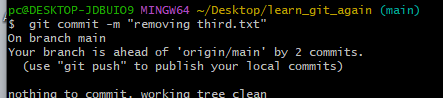 pc@DESKTOP-JDBUIO9 MINGW64 ~/Desktop/learn_git_again (main)
$  git commit -m "removing third.txt"
On branch main
Your branch is ahead of 'origin/main' by 2 commits.
  (use "git push" to publish your local commits)

nothing to commit, working tree clean